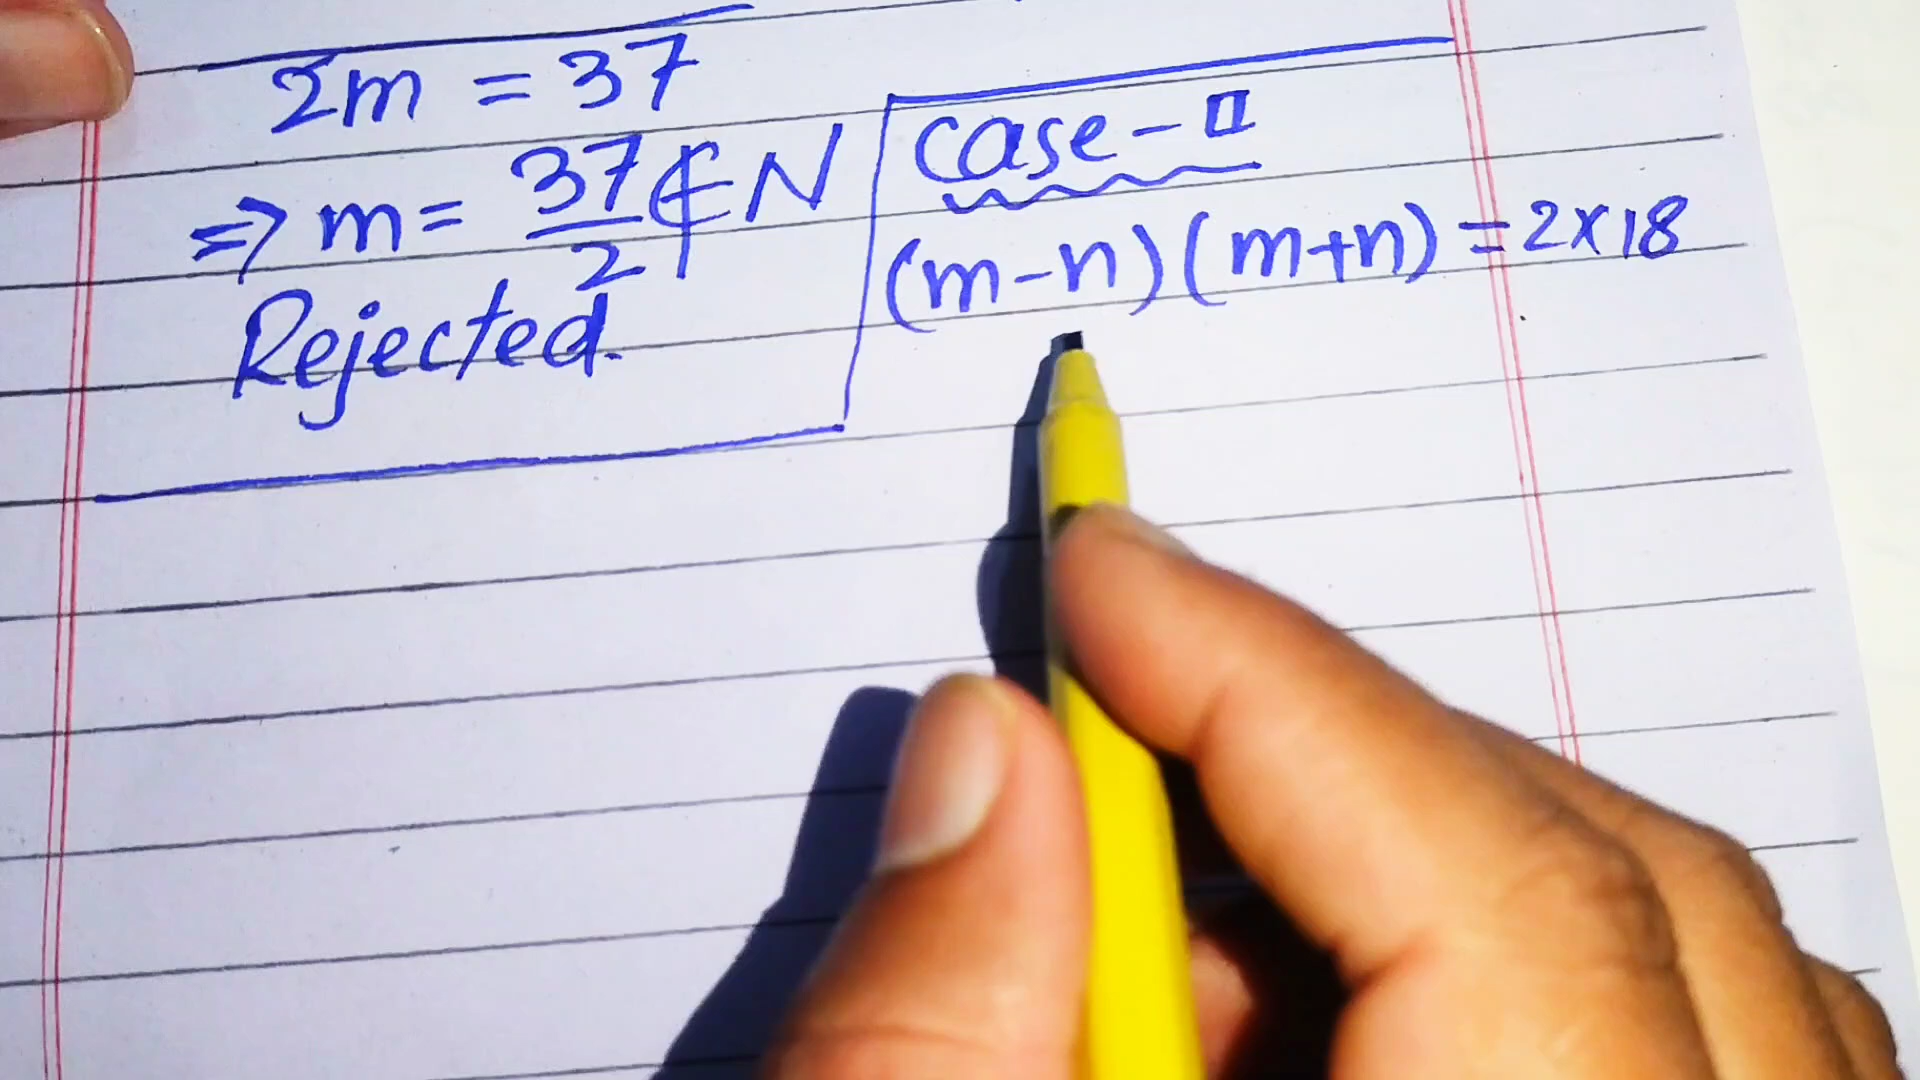 2m = 37
⇒ m = 37/2 ∉ N
Rejected.
case - II
(m-n)(m+n) = 2×18